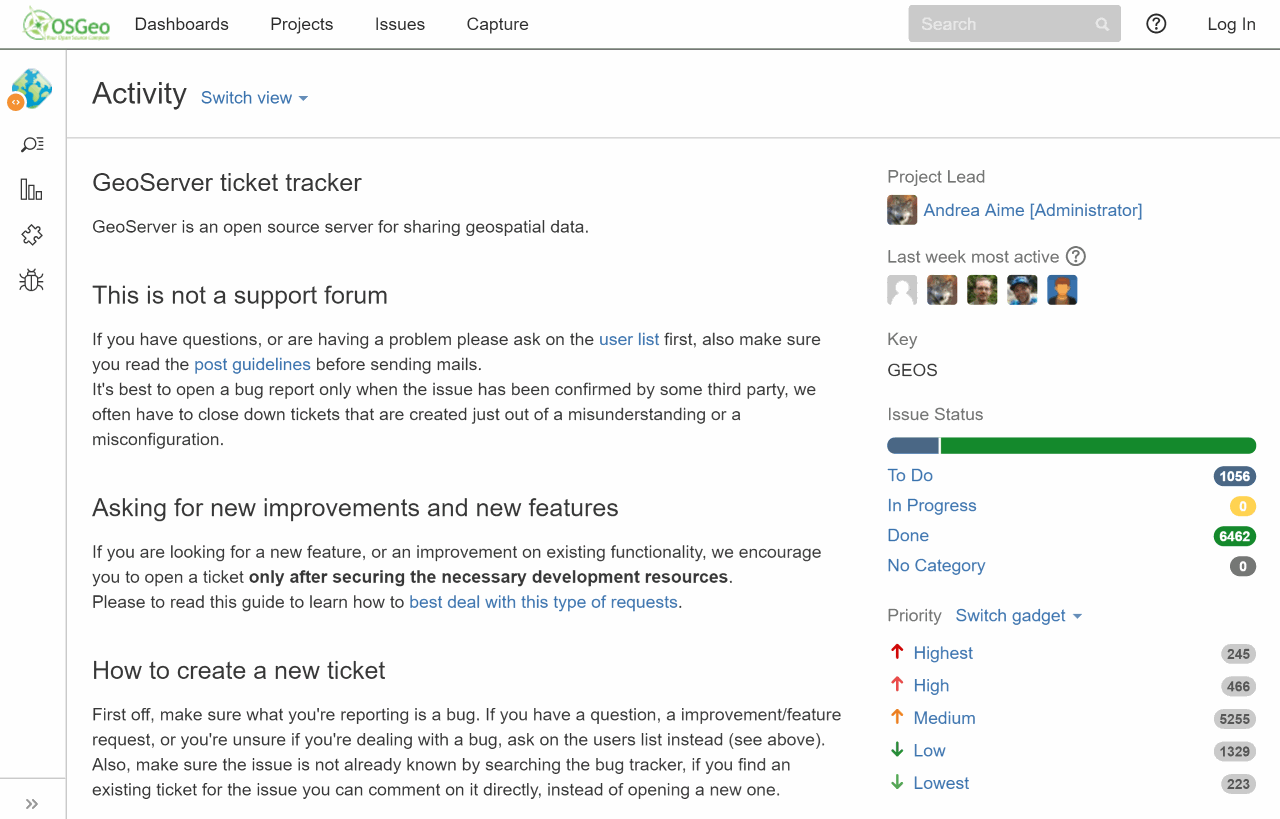 OSGeo
Dashboards
Projects
Issues
Capture
Search
Log In
Activity
Switch view
GeoServer ticket tracker
GeoServer is an open source server for sharing geospatial data.
This is not a support forum
If you have questions, or are having a problem please ask on the user list first, also make sure
you read the post guidelines before sending mails.
It's best to open a bug report only when the issue has been confirmed by some third party, we
often have to close down tickets that are created just out of a misunderstanding or a
misconfiguration.
Asking for new improvements and new features
If you are looking for a new feature, or an improvement on existing functionality, we encourage
you to open a ticket only after securing the necessary development resources.
Please to read this guide to learn how to best deal with this type of requests.
How to create a new ticket
First off, make sure what you're reporting is a bug. If you have a question, a improvement/feature
request, or you're unsure if you're dealing with a bug, ask on the users list instead (see above).
Also, make sure the issue is not already known by searching the bug tracker, if you find an
existing ticket for the issue you can comment on it directly, instead of opening a new one.
Project Lead
Andrea Aime [Administrator]
Last week most active
Key
GEOS
Issue Status
To Do 1056
In Progress 0
Done 6462
No Category 0
Priority Switch gadget
Highest 245
High 466
Medium 5255
Low 1329
Lowest 223